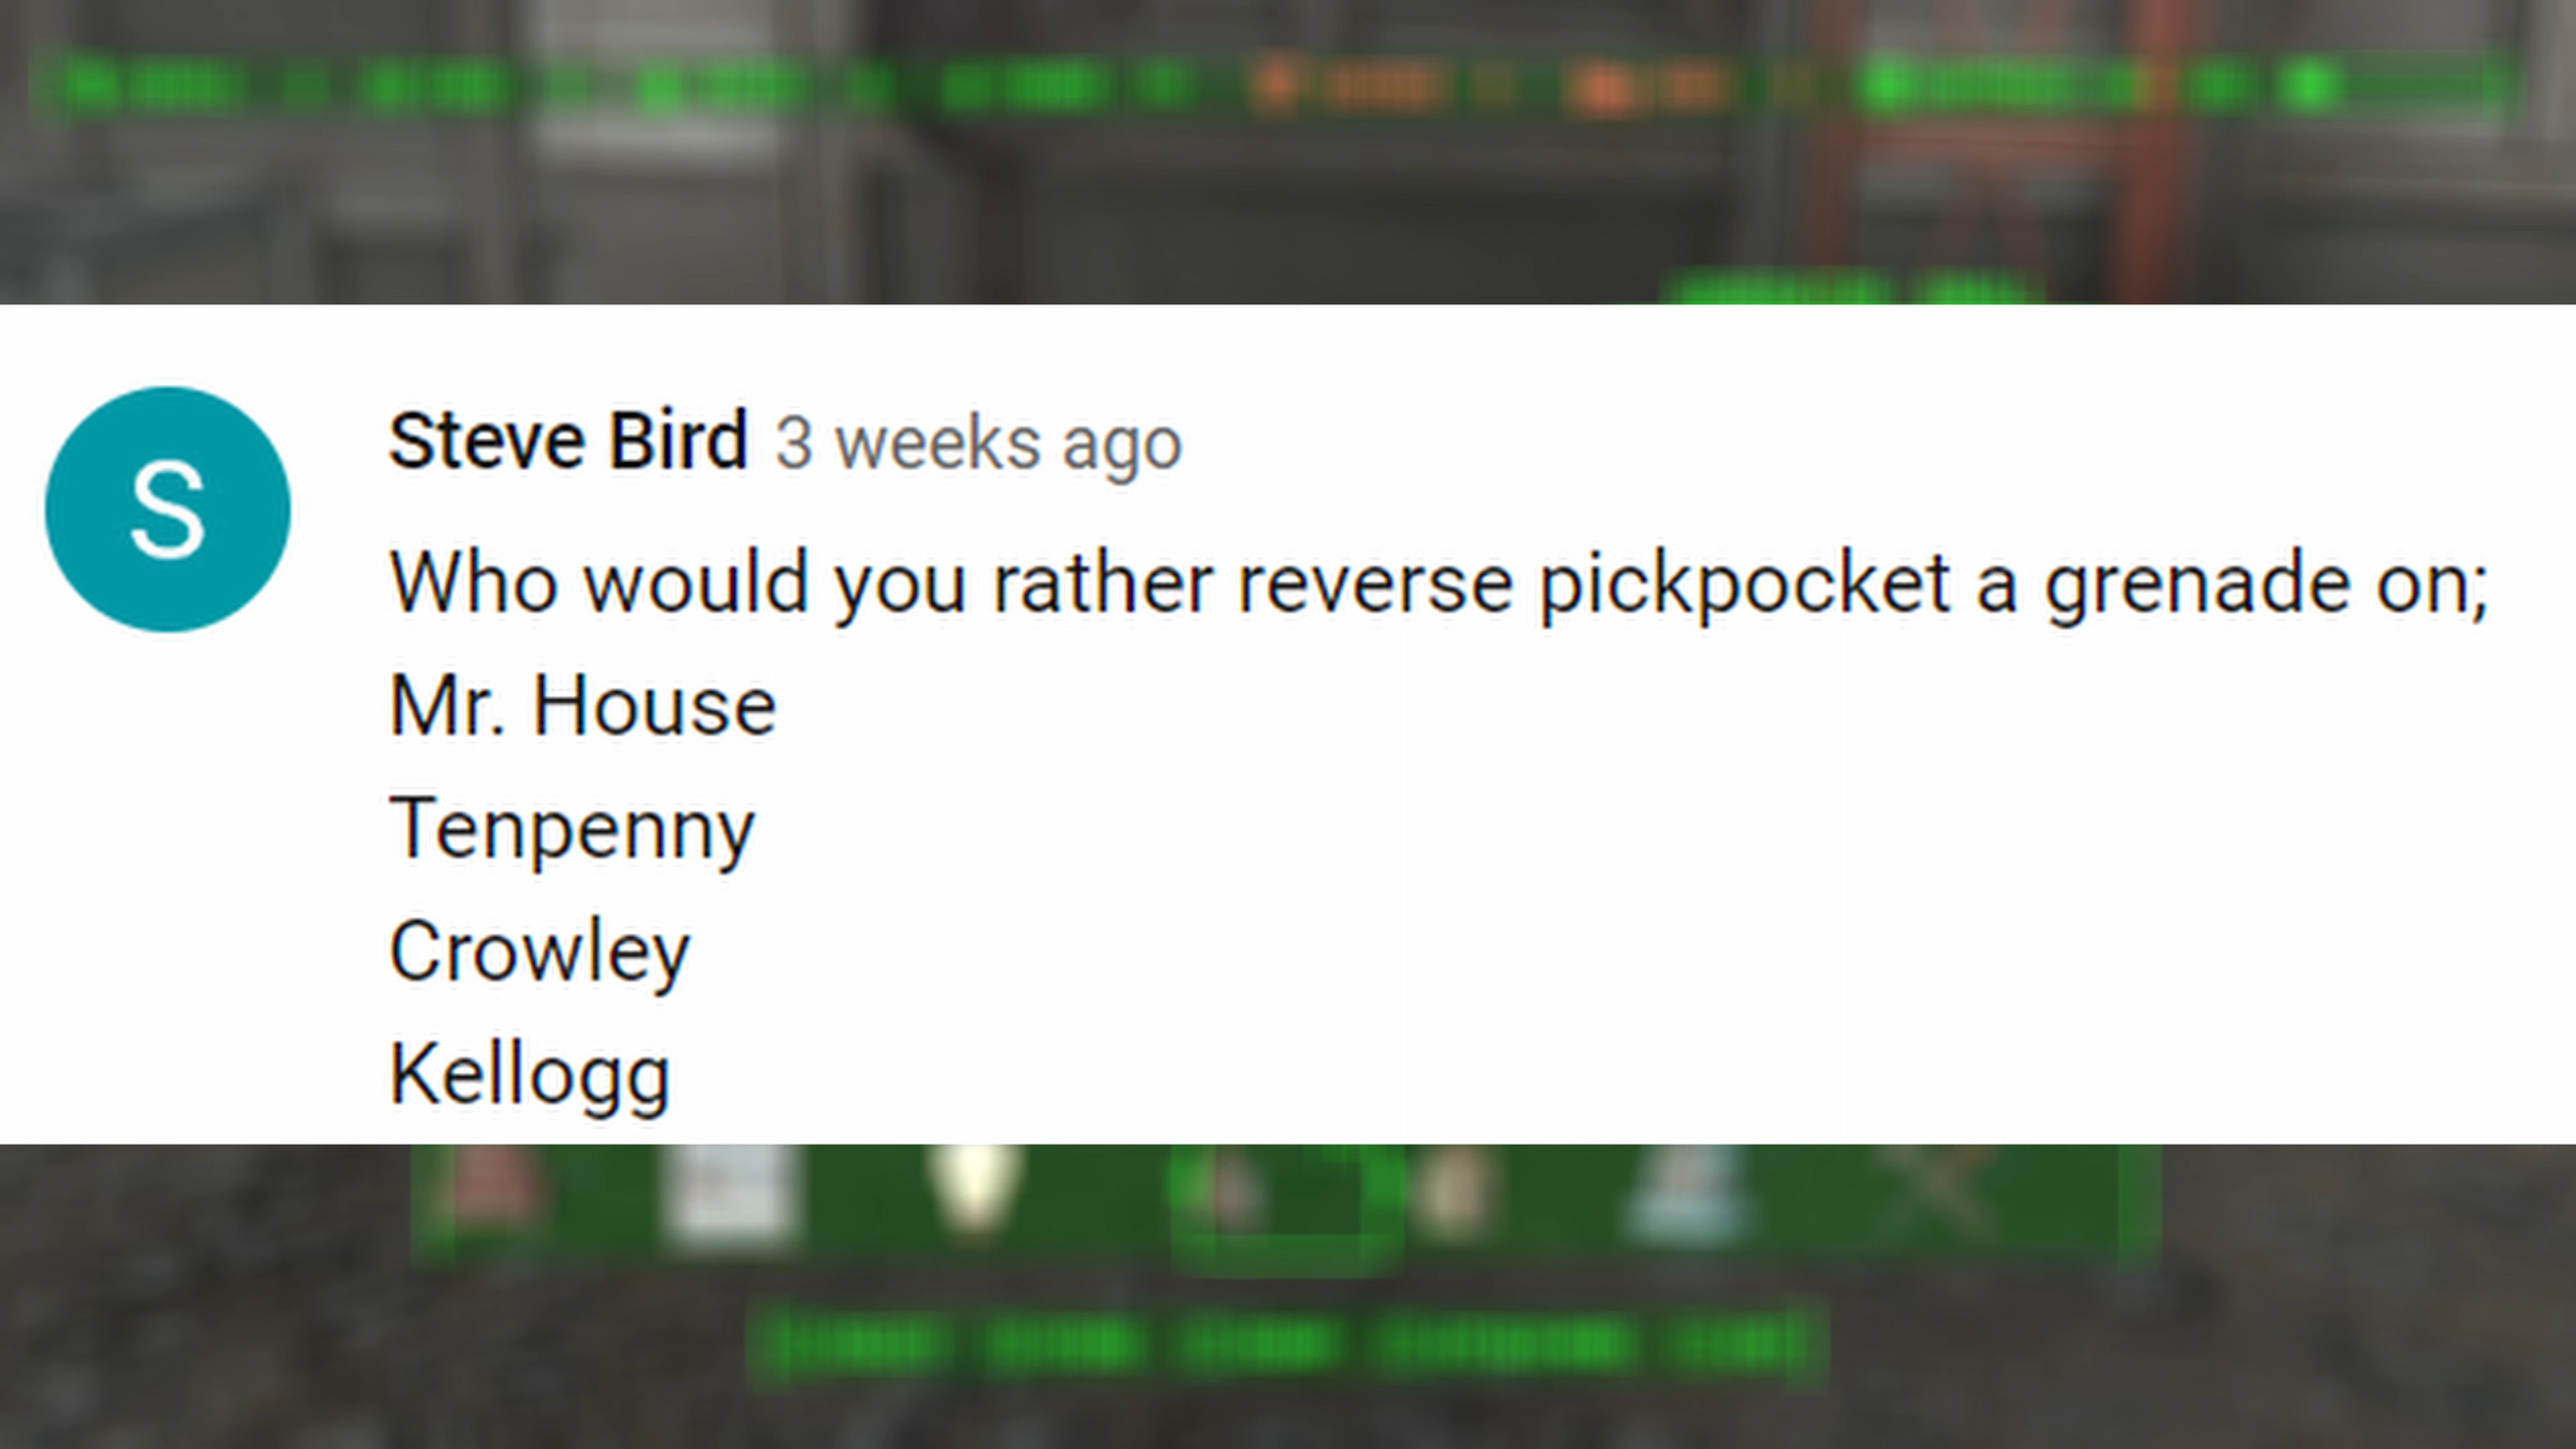 S
Steve Bird 3 weeks ago
Who would you rather reverse pickpocket a grenade on;
Mr. House
Tenpenny
Crowley
Kellogg